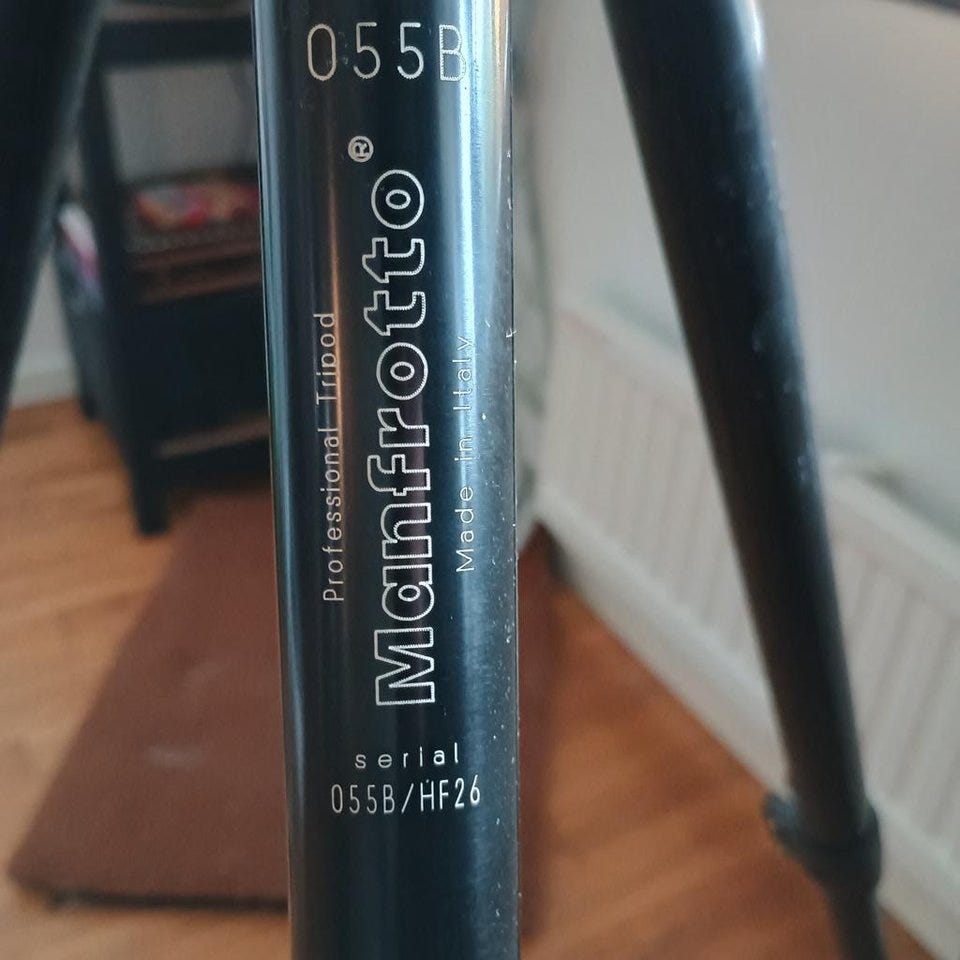 055B
Professional Tripod
Manfrotto®
Made in Italy
serial
055B/HF26